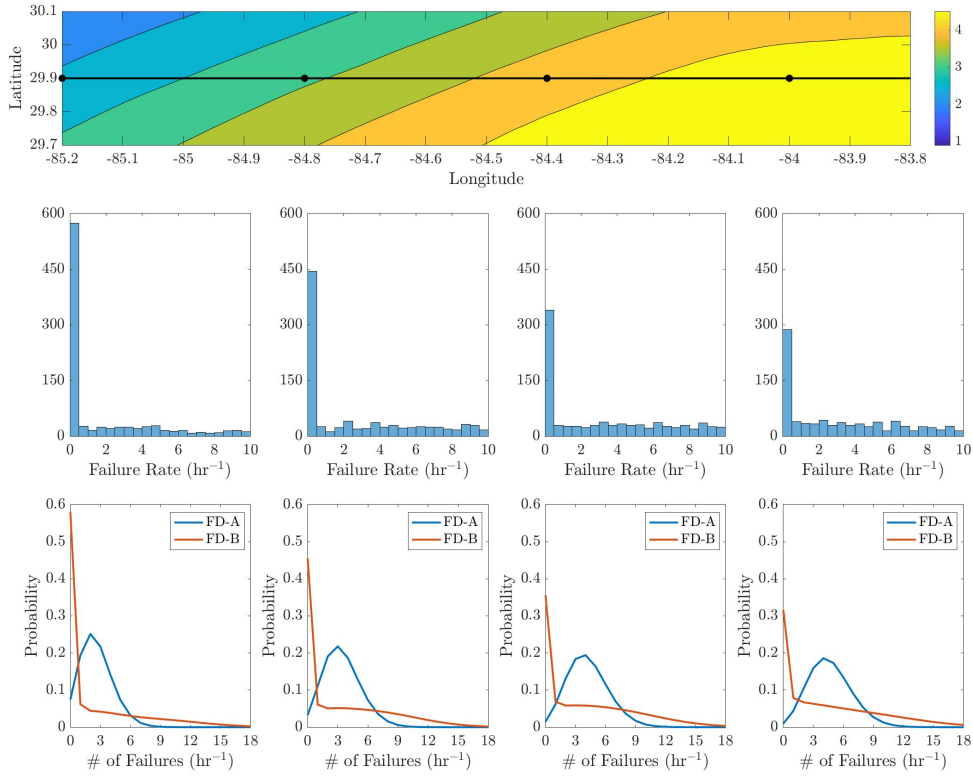 30.1
30
29.9
29.8
29.7
Latitude
-85.2 -85.1 -85 -84.9 -84.8 -84.7 -84.6 -84.5 -84.4 -84.3 -84.2 -84.1 -84 -83.9 -83.8
Longitude
4
3
2
1
600
450
300
150
0
0 2 4 6 8 10
Failure Rate (hr⁻¹)
600
450
300
150
0
0 2 4 6 8 10
Failure Rate (hr⁻¹)
600
450
300
150
0
0 2 4 6 8 10
Failure Rate (hr⁻¹)
600
450
300
150
0
0 2 4 6 8 10
Failure Rate (hr⁻¹)
0.6
0.5
0.4
0.3
0.2
0.1
0
Probability
FD-A
FD-B
0 3 6 9 12 15 18
# of Failures (hr⁻¹)
0.6
0.5
0.4
0.3
0.2
0.1
0
Probability
FD-A
FD-B
0 3 6 9 12 15 18
# of Failures (hr⁻¹)
0.6
0.5
0.4
0.3
0.2
0.1
0
Probability
FD-A
FD-B
0 3 6 9 12 15 18
# of Failures (hr⁻¹)
0.6
0.5
0.4
0.3
0.2
0.1
0
Probability
FD-A
FD-B
0 3 6 9 12 15 18
# of Failures (hr⁻¹)